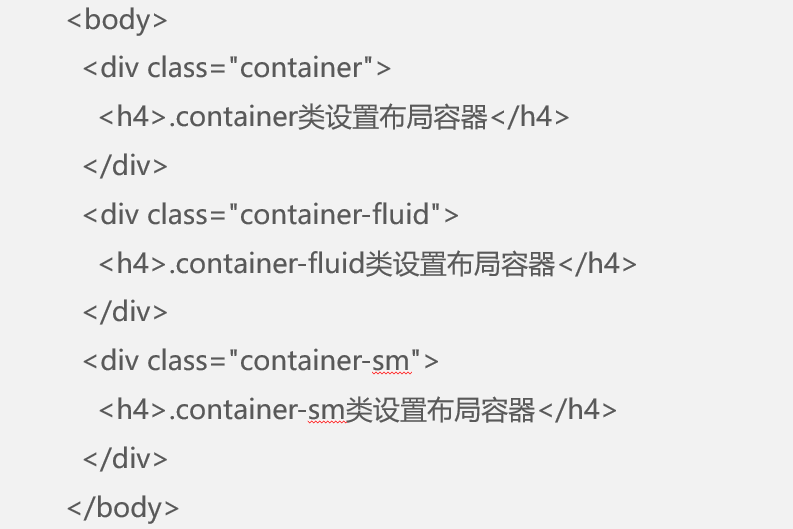 <body>
<div class="container">
<h4>.container类设置布局容器</h4>
</div>
<div class="container-fluid">
<h4>.container-fluid类设置布局容器</h4>
</div>
<div class="container-sm">
<h4>.container-sm类设置布局容器</h4>
</div>
</body>